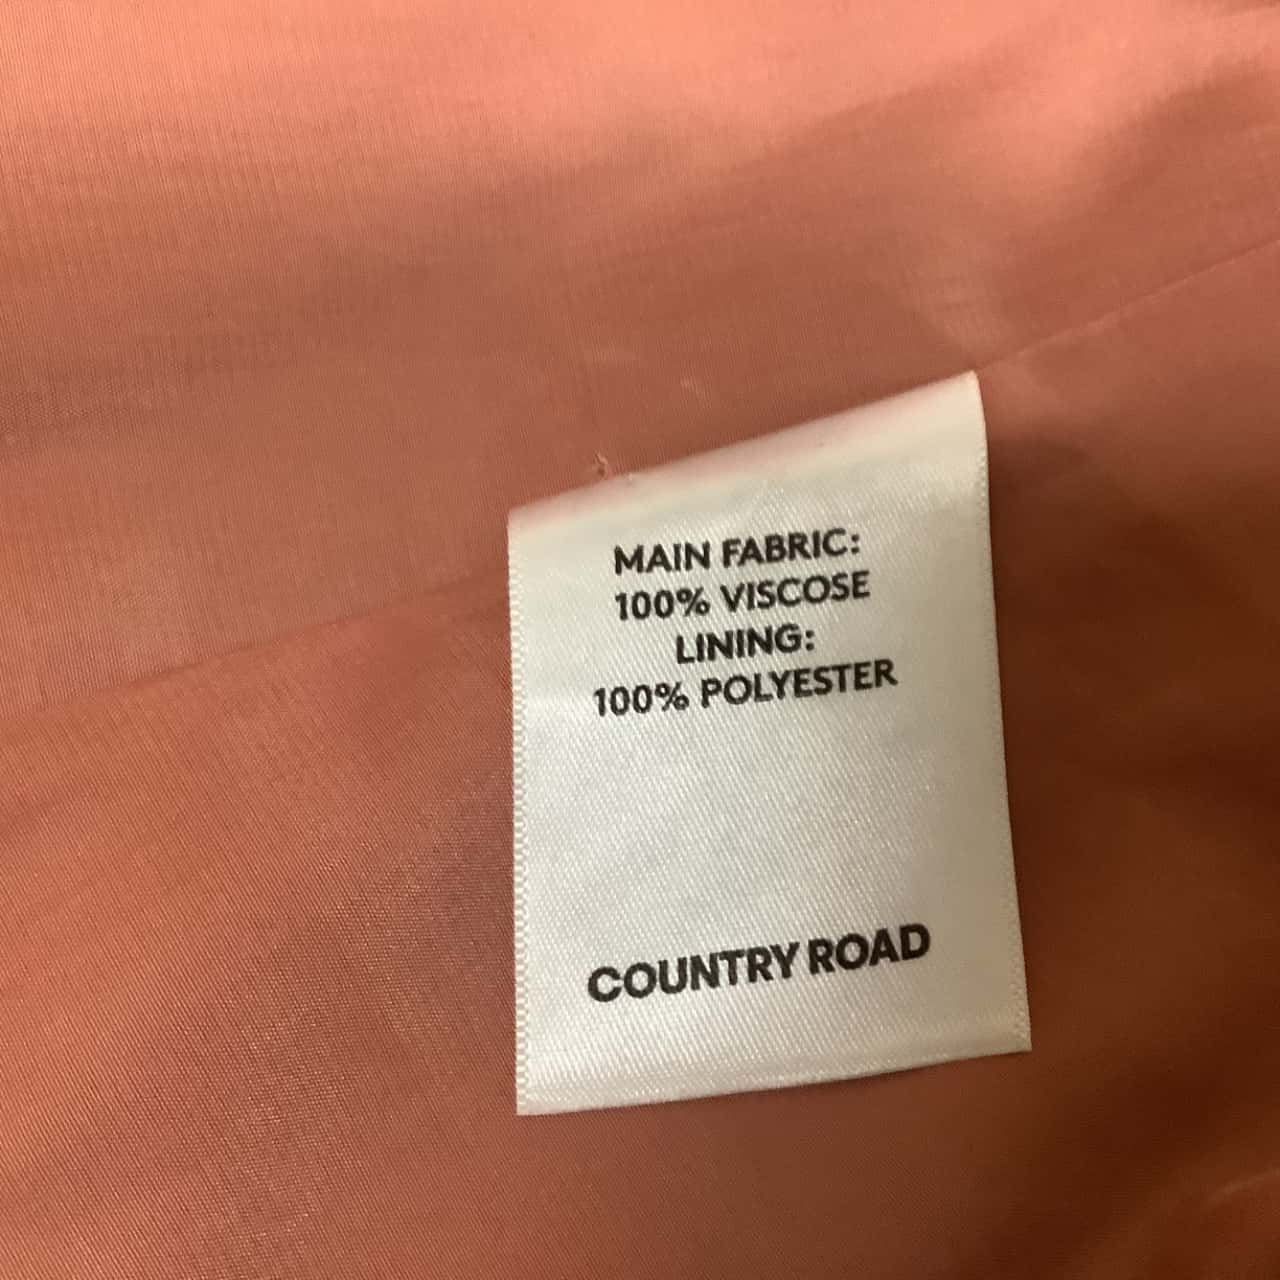 MAIN FABRIC:
100% VISCOSE
LINING:
100% POLYESTER
COUNTRY ROAD